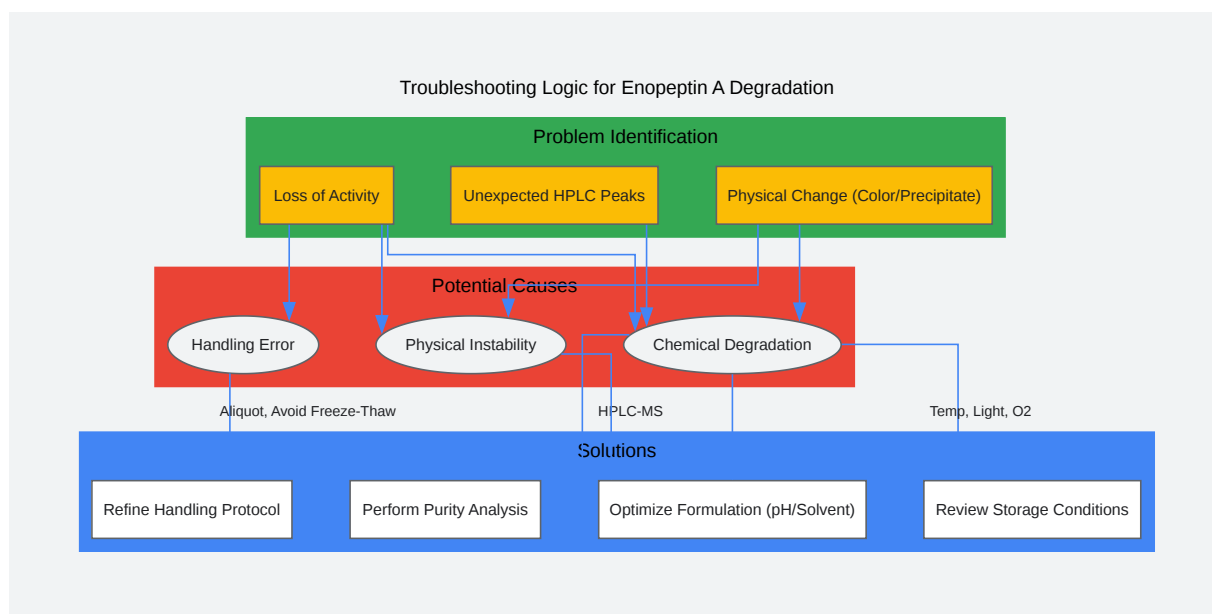 Troubleshooting Logic for Enopeptin A Degradation
Problem Identification
Loss of Activity
Unexpected HPLC Peaks
Physical Change (Color/Precipitate)
Potential Causes
Handling Error
Physical Instability
Chemical Degradation
Aliquot, Avoid Freeze-Thaw
HPLC-MS
Temp, Light, O2
Solutions
Refine Handling Protocol
Perform Purity Analysis
Optimize Formulation (pH/Solvent)
Review Storage Conditions